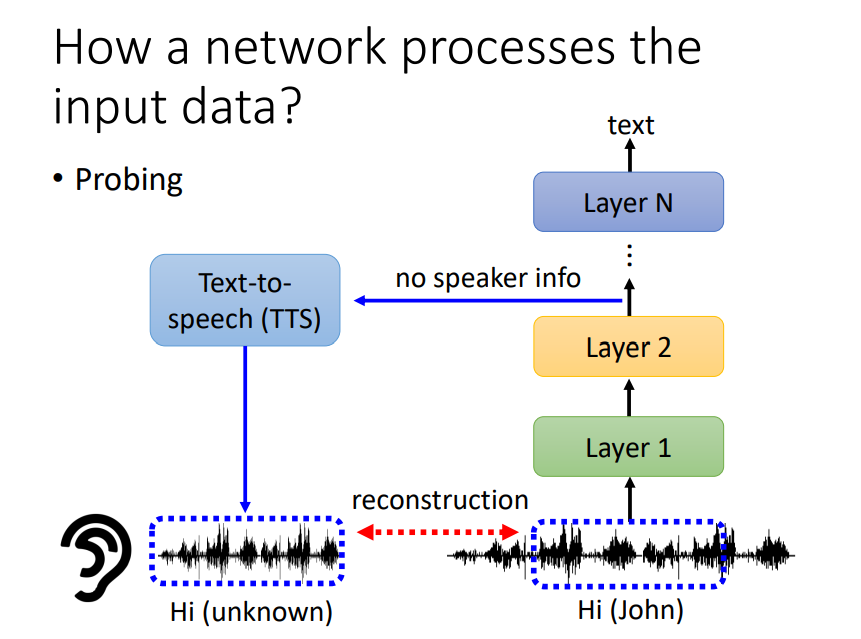 How a network processes the
input data?
• Probing
text
Layer N
⋮
no speaker info
Text-to-
speech (TTS)
Layer 2
Layer 1
reconstruction
Hi (unknown)
Hi (John)